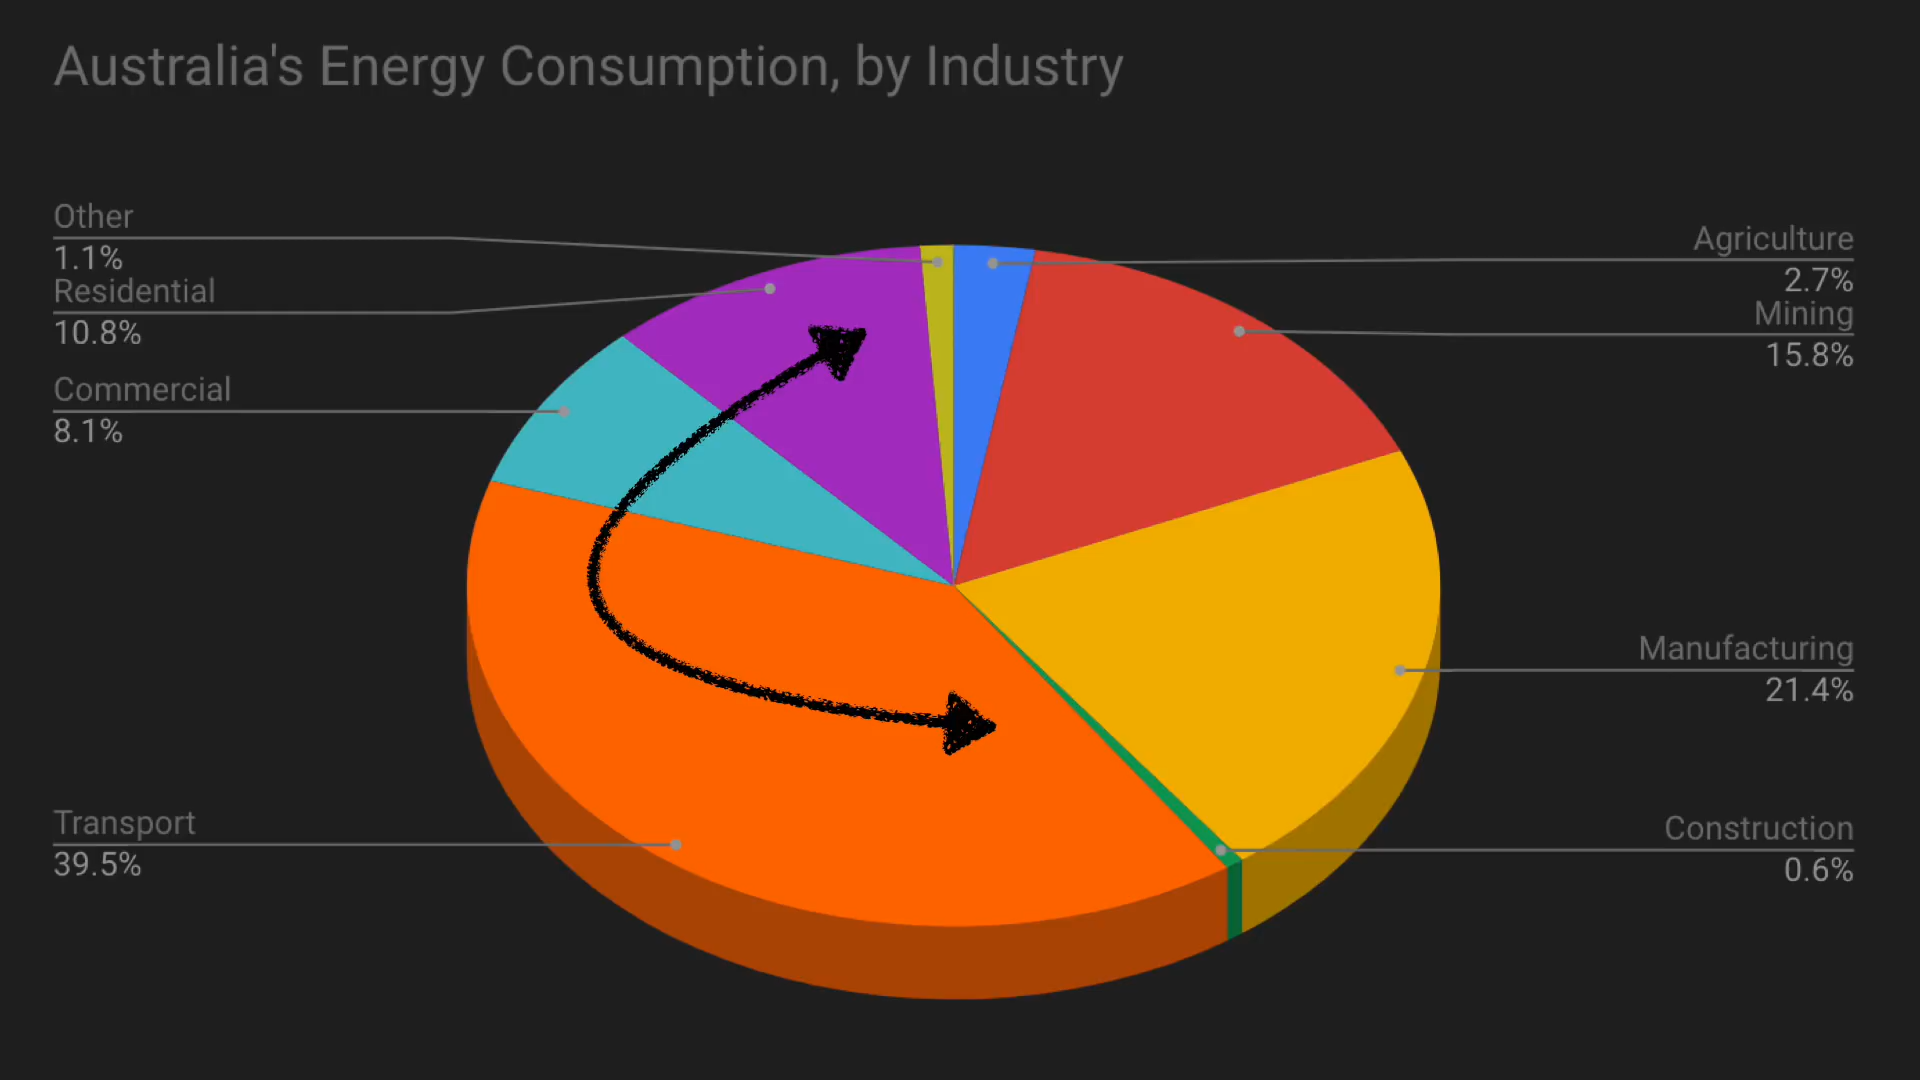 Australia's Energy Consumption, by Industry
Other
1.1%
Residential
10.8%
Commercial
8.1%
Transport
39.5%
Agriculture
2.7%
Mining
15.8%
Manufacturing
21.4%
Construction
0.6%